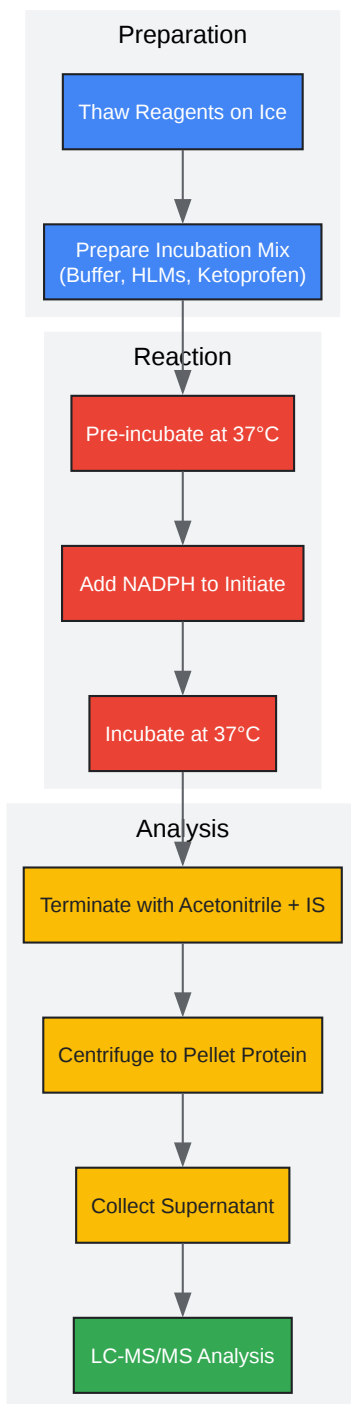 Preparation
Thaw Reagents on Ice
Prepare Incubation Mix
(Buffer, HLMs, Ketoprofen)
Reaction
Pre-incubate at 37°C
Add NADPH to Initiate
Incubate at 37°C
Analysis
Terminate with Acetonitrile + IS
Centrifuge to Pellet Protein
Collect Supernatant
LC-MS/MS Analysis